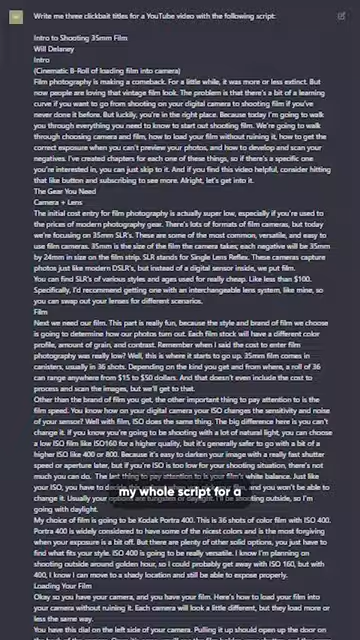 Write me three clickbait titles for a YouTube video with the following script:
Intro to Shooting 35mm Film
Will Delaney
Intro
(Cinematic B-Roll of loading film into camera)
Film photography is making a comeback. For a little while, it was more or less extinct. But
now people are loving that vintage film look. The problem is that there's a bit of a learning
curve if you want to go from shooting on your digital camera to shooting film if you've
never done it before. But luckily, you're in the right place. Because today I'm going to walk
you through everything you need to know to start out shooting film. We're going to walk
through choosing camera and film, how to load your film without ruining it, how to get the
correct exposure when you can't preview your photos, and how to develop and scan your
negatives. I've created chapters for each one of these things, so if there's a specific one
you're interested in, you can just skip to it. And if you find this video helpful, consider hitting
that like button and subscribing to see more. Alright, let's get into it.
The Gear You Need
Camera + Lens
The initial cost entry for film photography is actually super low, especially if you're used to
the prices of modern photography gear. There's lots of formats of film cameras, but today
we're focusing on 35mm SLR's. These are some of the most common, versatile, and easy to
use film cameras. 35mm is the size of the film the camera takes; each negative will be 35mm
by 24mm in size on the film strip. SLR stands for Single Lens Reflex. These cameras capture
photos just like modern DSLR's, but instead of a digital sensor inside, we put film.
You can find SLR's of various styles and ages used for really cheap. Like less than $100.
Specifically, I'd recommend getting one with an interchangeable lens system, like mine, so
you can swap out your lenses for different scenarios.
Film
Next we need our film. This part is really fun, because the style and brand of film we choose
is going to determine how our photos turn out. Each film stock will have a different color
profile, amount of grain, and contrast. Remember when I said the cost to enter film
photography was really low? Well, this is where it starts to go up. 35mm film comes in
canisters, usually in 36 shots. Depending on the kind you get and from where, a roll of 36
can range anywhere from $15 to $50 dollars. And that doesn't even include the cost to
process and scan the images, but we'll get to that.
Other than the brand of film you get, the other important thing to pay attention to is the
film speed. You know how on your digital camera your ISO changes the sensitivity and noise
of your sensor? Well with film, ISO does the same thing. The big difference here is you can't
change it. If you know you're going to be shooting with a lot of natural light, you can choose
a low ISO film like ISO160 for a higher quality, but it's generally safer to go with a bit of a
higher ISO like 400 or 800. Because it's easy to darken your image with a really fast shutter
speed or aperture later, but if you're ISO is too low for your shooting situation, there's not
much you can do. The last thing to pay attention to is your film's white balance. Just like
your ISO, you have to decide this and you won't be able to
change it. Usually your options are tungsten or daylight. I'll be shooting outside, so I'm
going with daylight.
my whole script for a
My choice of film is going to be Kodak Portra 400. This is 36 shots of color film with ISO 400.
Portra 400 is widely considered to have some of the nicest colors and is the most forgiving
when your exposure is a bit off. But there are plenty of other solid options, you just have to
find what fits your style. ISO 400 is going to be really versatile. I know I'm planning on
shooting outside around golden hour, so I could probably get away with ISO 160, but with
400, I know I can move to a shady location and still be able to expose properly.
Loading Your Film
Okay so you have your camera, and you have your film. Here's how to load your film into
your camera without ruining it. Each camera will look a little different, but they load more or
less the same way.
You have this dial on the left side of your camera. Pulling it up should open up the door on